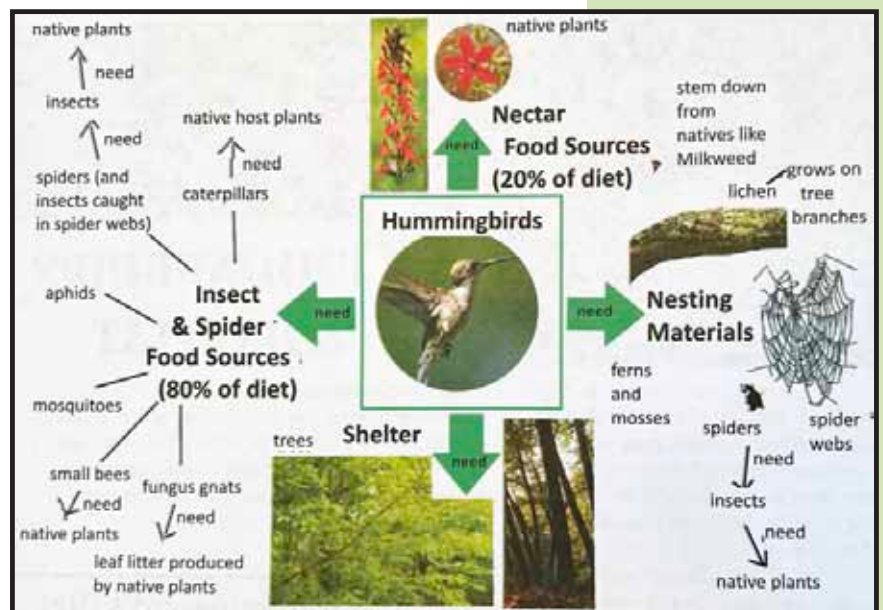 native plants
need
insects
need
spiders (and
insects caught
in spider webs)
native host plants
need
caterpillars
aphids
Insect
& Spider
Food Sources
(80% of diet)
mosquitoes
small bees
need
native plants
fungus gnats
need
leaf litter produced
by native plants
native plants
need
Nectar
Food Sources
(20% of diet)
Hummingbirds
need
need
need
trees
Shelter
stem down
from
natives like
Milkweed
lichen
grows on
tree
branches
Nesting
Materials
ferns
and
mosses
spiders
spider
webs
need
insects
need
native plants